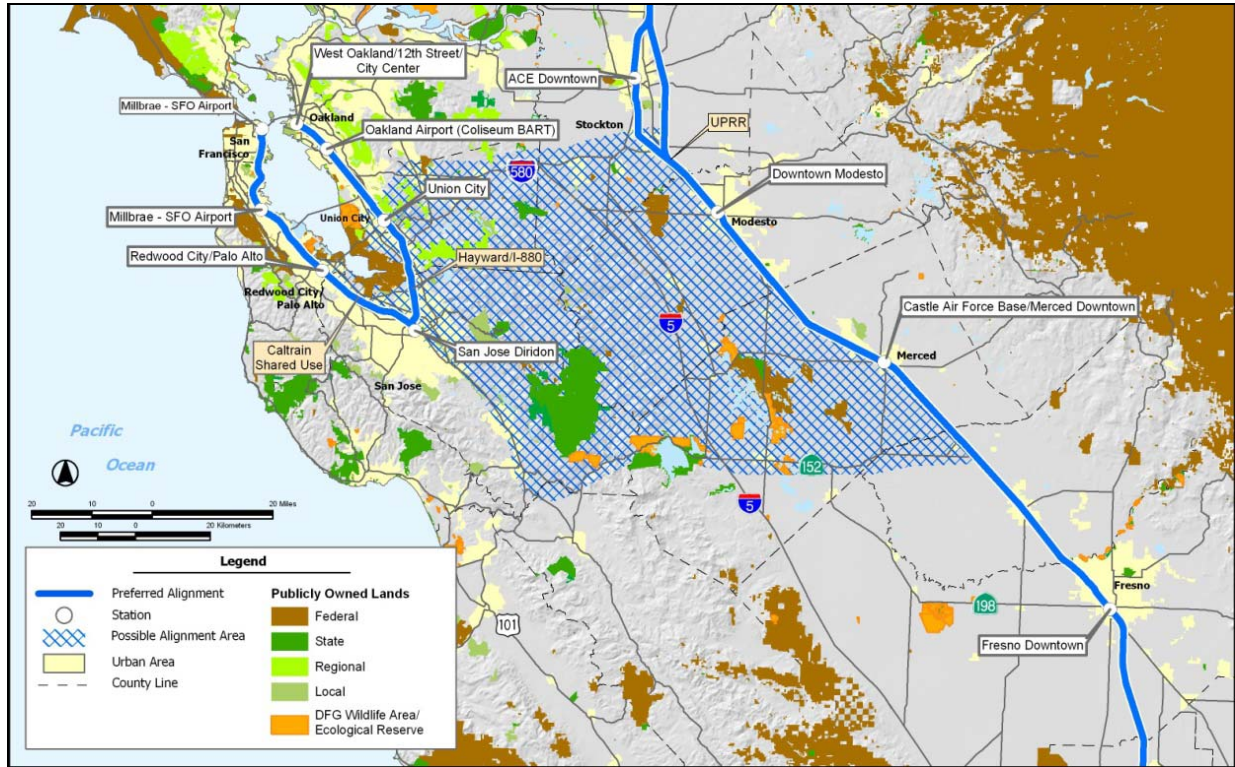 West Oakland/12th Street/
City Center
ACE Downtown
Millbrae - SFO Airport
Oakland
Oakland Airport (Coliseum BART)
Stockton
UPRR
San
Francisco
580
Union City
Downtown Modesto
Millbrae - SFO Airport
Union City
Modesto
Redwood City/Palo Alto
Hayward/I-880
Redwood City/
Palo Alto
Castle Air Force Base/Merced Downtown
5
San Jose Diridon
Merced
Caltrain
Shared Use
San Jose
Pacific
Ocean
152
5
20 10 0 20 Miles
20 10 0 20 Kilometers
Legend
Preferred Alignment
Station
Possible Alignment Area
Urban Area
County Line
Publicly Owned Lands
Federal
State
Regional
Local
DFG Wildlife Area/
Ecological Reserve
101
198
Fresno
Fresno Downtown